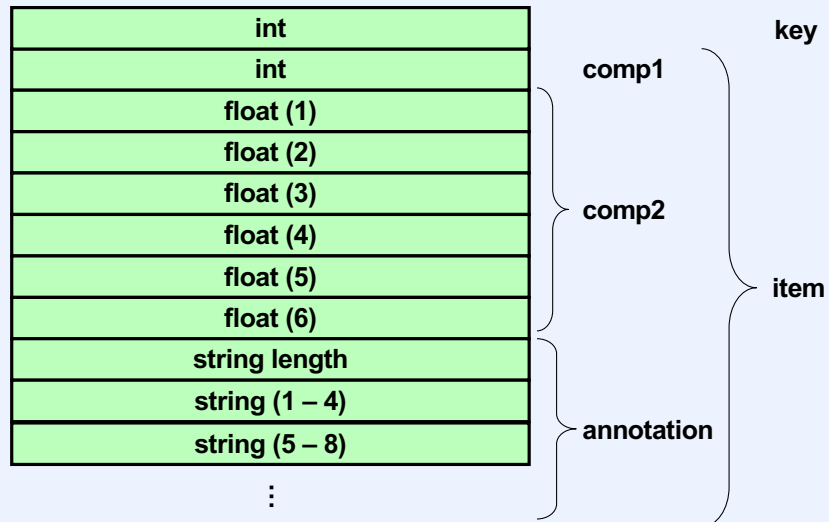 int key
int comp1
float (1)
float (2)
float (3) comp2
float (4)
float (5) item
float (6)
string length
string (1 – 4) annotation
string (5 – 8)
⋮